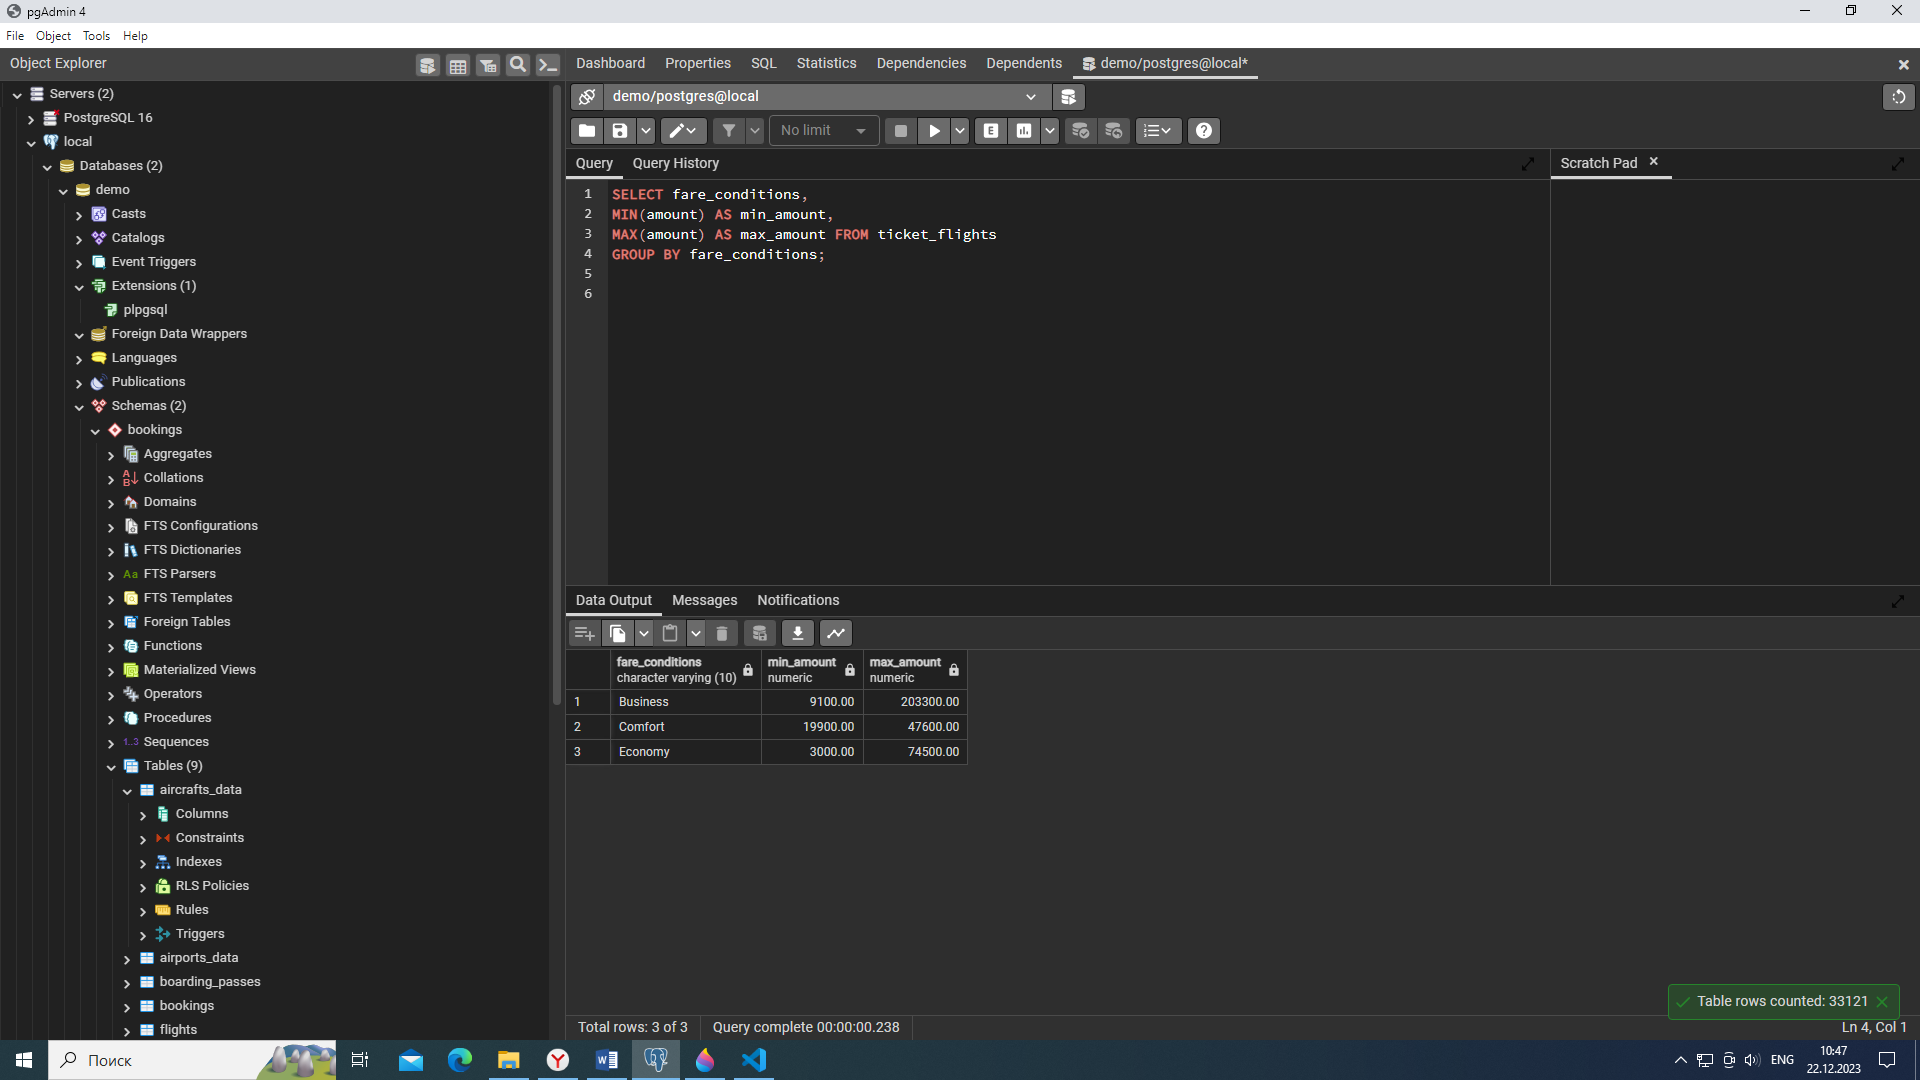 pgAdmin 4
File Object Tools Help
Object Explorer
Servers (2)
PostgreSQL 16
local
Databases (2)
demo
Casts
Catalogs
Event Triggers
Extensions (1)
plpgsql
Foreign Data Wrappers
Languages
Publications
Schemas (2)
bookings
Aggregates
Collations
Domains
FTS Configurations
FTS Dictionaries
FTS Parsers
FTS Templates
Foreign Tables
Functions
Materialized Views
Operators
Procedures
Sequences
Tables (9)
aircrafts_data
Columns
Constraints
Indexes
RLS Policies
Rules
Triggers
airports_data
boarding_passes
bookings
flights
Dashboard Properties SQL Statistics Dependencies Dependents demo/postgres@local*
demo/postgres@local
No limit
Query Query History
Scratch Pad
1 SELECT fare_conditions,
2 MIN(amount) AS min_amount,
3 MAX(amount) AS max_amount FROM ticket_flights
4 GROUP BY fare_conditions;
5
6
Data Output Messages Notifications
fare_conditions min_amount max_amount
character varying (10) numeric numeric
1 Business 9100.00 203300.00
2 Comfort 19900.00 47600.00
3 Economy 3000.00 74500.00
Table rows counted: 33121
Total rows: 3 of 3 Query complete 00:00:00.238 Ln 4, Col 1
Поиск
ENG
10:47
22.12.2023